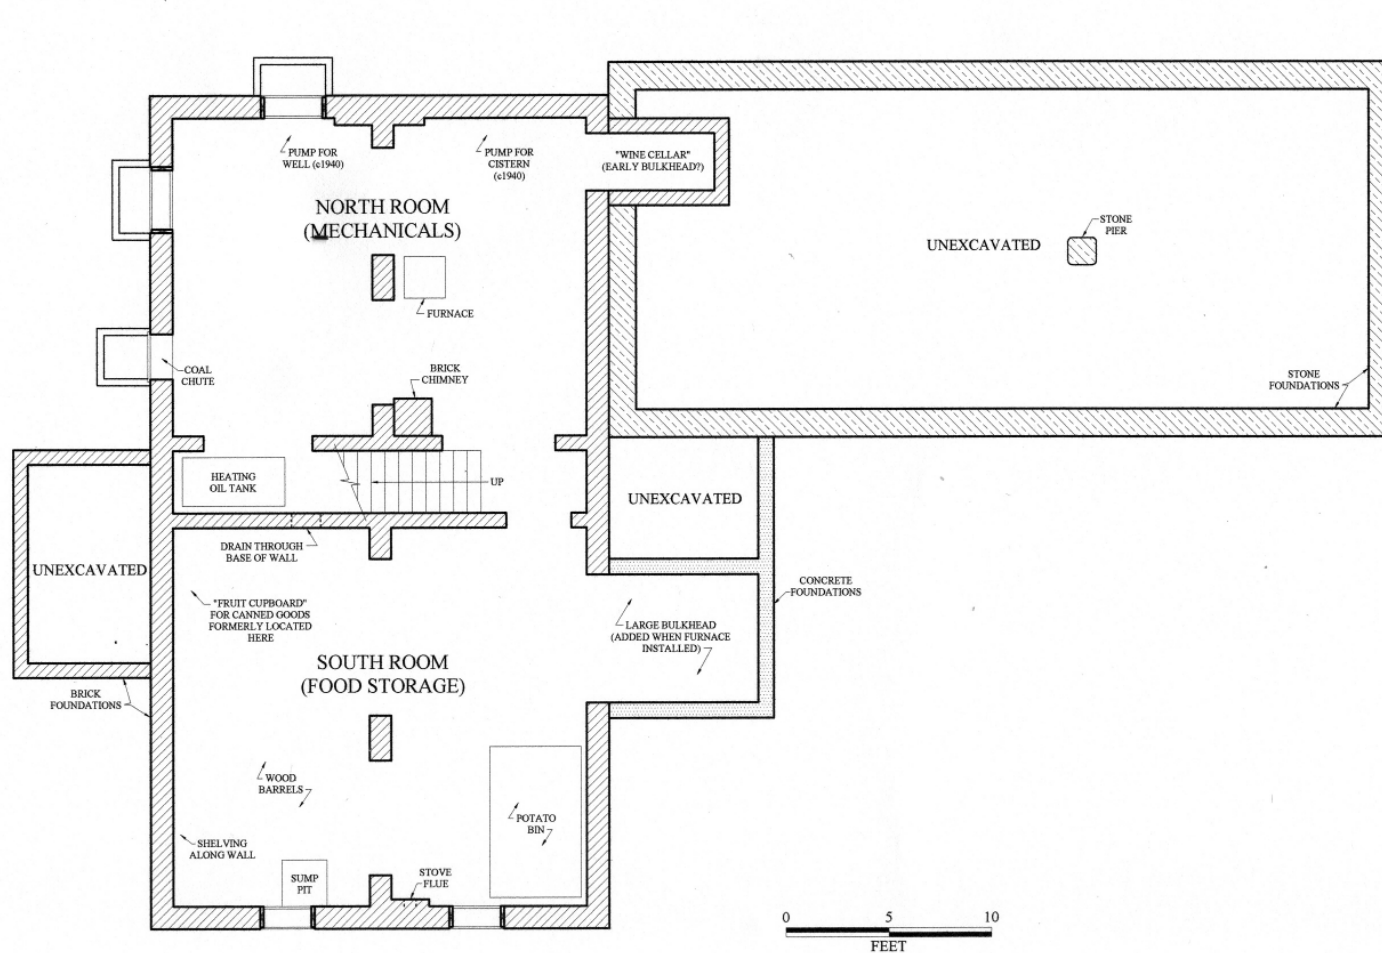 PUMP FOR
WELL (c1940)
PUMP FOR
CISTERN
(c1940)
"WINE CELLAR"
(EARLY BULKHEAD?)
NORTH ROOM
(MECHANICALS)
STONE
PIER
UNEXCAVATED
FURNACE
COAL
CHUTE
BRICK
CHIMNEY
STONE
FOUNDATIONS
HEATING
OIL TANK
UP
UNEXCAVATED
DRAIN THROUGH
BASE OF WALL
UNEXCAVATED
CONCRETE
FOUNDATIONS
"FRUIT CUPBOARD"
FOR CANNED GOODS
FORMERLY LOCATED
HERE
LARGE BULKHEAD
(ADDED WHEN FURNACE
INSTALLED)
SOUTH ROOM
(FOOD STORAGE)
BRICK
FOUNDATIONS
WOOD
BARRELS
POTATO
BIN
SHELVING
ALONG WALL
SUMP
PIT
STOVE
FLUE
0 5 10
FEET